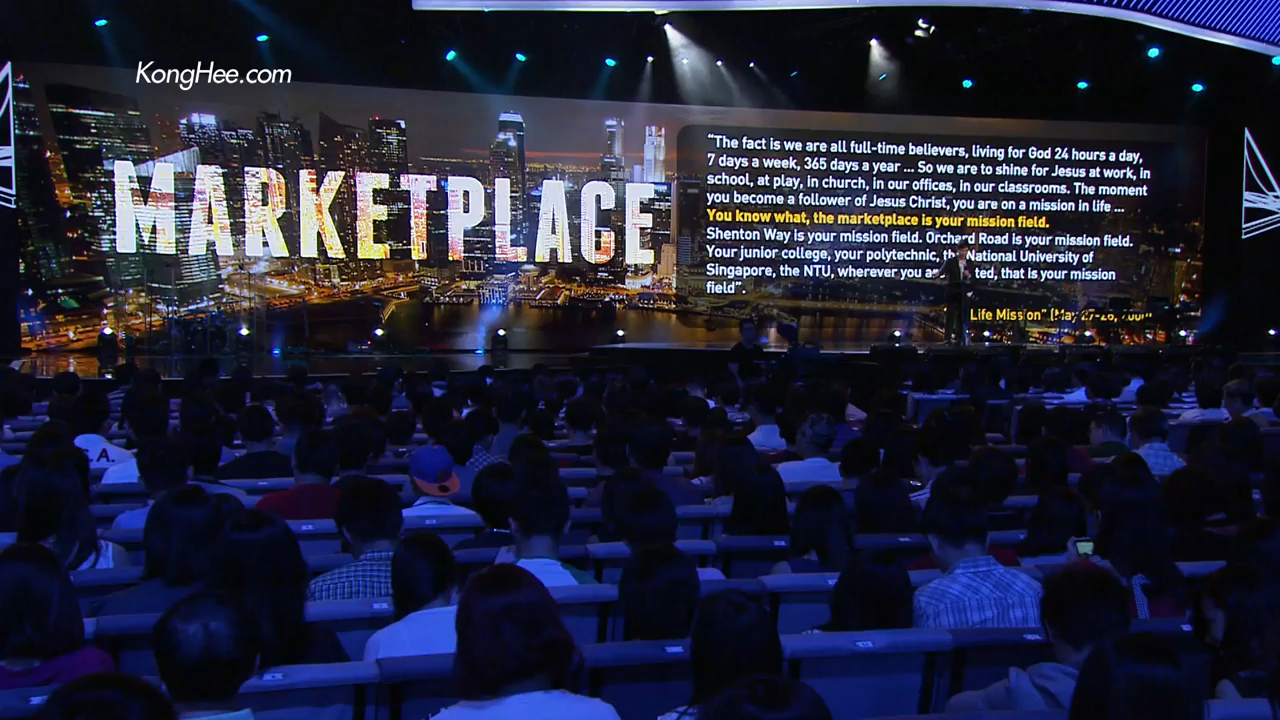 KongHee.com
MARKETPLACE
“The fact is we are all full-time believers, living for God 24 hours a day,
7 days a week, 365 days a year ... So we are to shine for Jesus at work, in
school, at play, in church, in our offices, in our classrooms. The moment
you become a follower of Jesus Christ, you are on a mission in life ...
You know what, the marketplace is your mission field.
Shenton Way is your mission field. Orchard Road is your mission field.
Your junior college, your polytechnic, the National University of
Singapore, the NTU, wherever you are, that is your mission
field”.
Life Mission” (May 27-28,